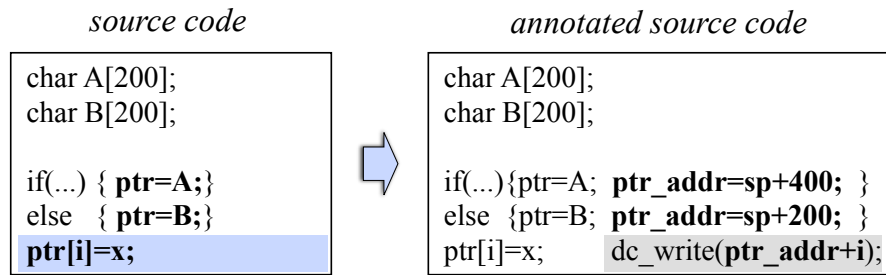 source code
char A[200];
char B[200];
if(...) { ptr=A;}
else { ptr=B;}
ptr[i]=x;
annotated source code
char A[200];
char B[200];
if(...){ptr=A; ptr_addr=sp+400; }
else {ptr=B; ptr_addr=sp+200; }
ptr[i]=x; dc_write(ptr_addr+i);